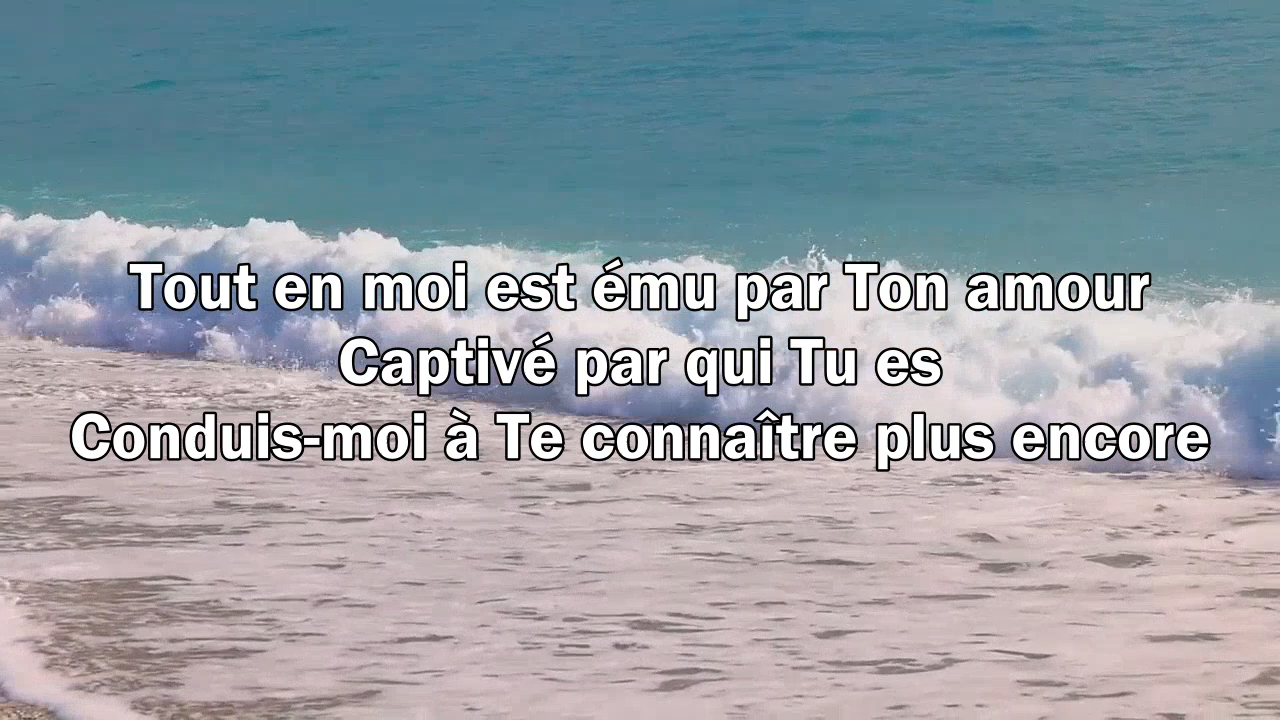 Tout en moi est ému par Ton amour
Captivé par qui Tu es
Conduis-moi à Te connaître plus encore